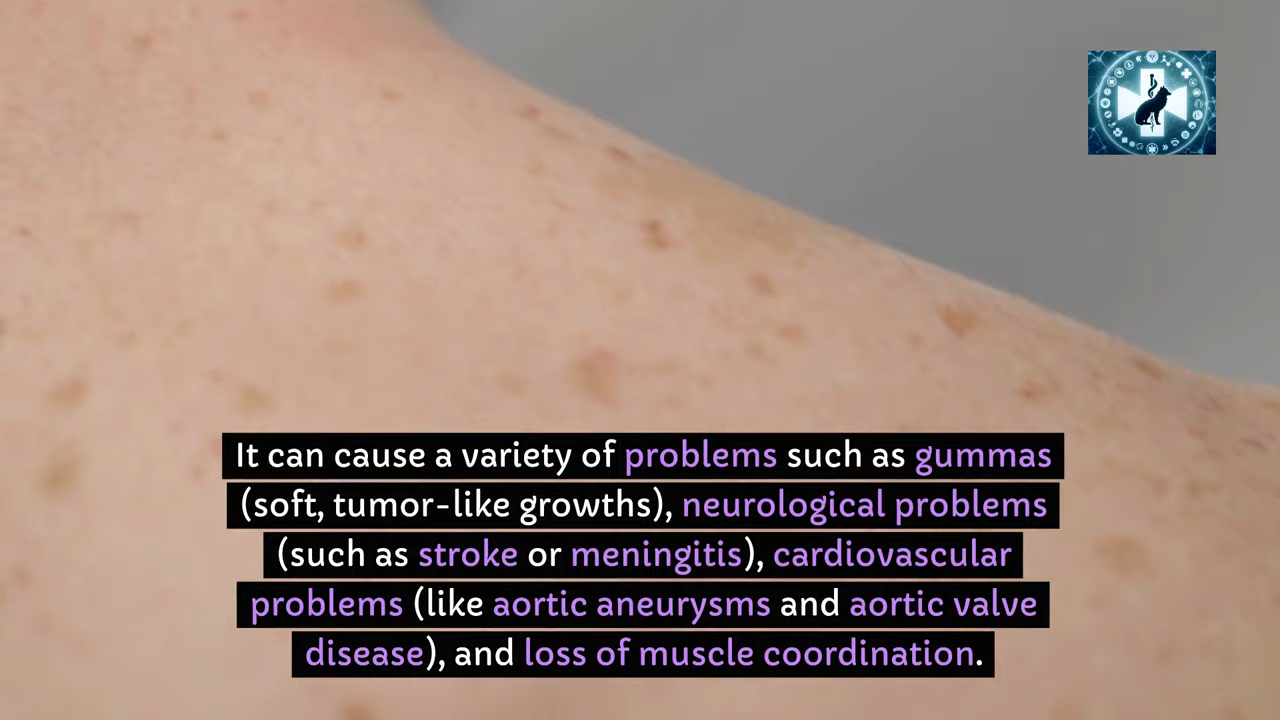 It can cause a variety of problems such as gummas
(soft, tumor-like growths), neurological problems
(such as stroke or meningitis), cardiovascular
problems (like aortic aneurysms and aortic valve
disease), and loss of muscle coordination.